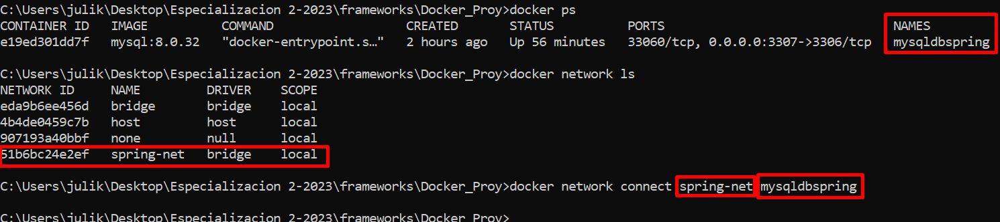 C:\Users\julik\Desktop\Especializacion 2-2023\frameworks\Docker_Proy>docker ps
CONTAINER ID   IMAGE          COMMAND                  CREATED       STATUS          PORTS                               NAMES
e19ed301dd7f   mysql:8.0.32   "docker-entrypoint.s…"   2 hours ago   Up 56 minutes   33060/tcp, 0.0.0.0:3307->3306/tcp   mysqldbspring
C:\Users\julik\Desktop\Especializacion 2-2023\frameworks\Docker_Proy>docker network ls
NETWORK ID     NAME         DRIVER    SCOPE
eda9b6ee456d   bridge       bridge    local
4b4de0459c7b   host         host      local
907193a40bbf   none         null      local
51b6bc24e2ef   spring-net   bridge    local
C:\Users\julik\Desktop\Especializacion 2-2023\frameworks\Docker_Proy>docker network connect spring-net mysqldbspring
C:\Users\julik\Desktop\Especializacion 2-2023\frameworks\Docker_Proy>